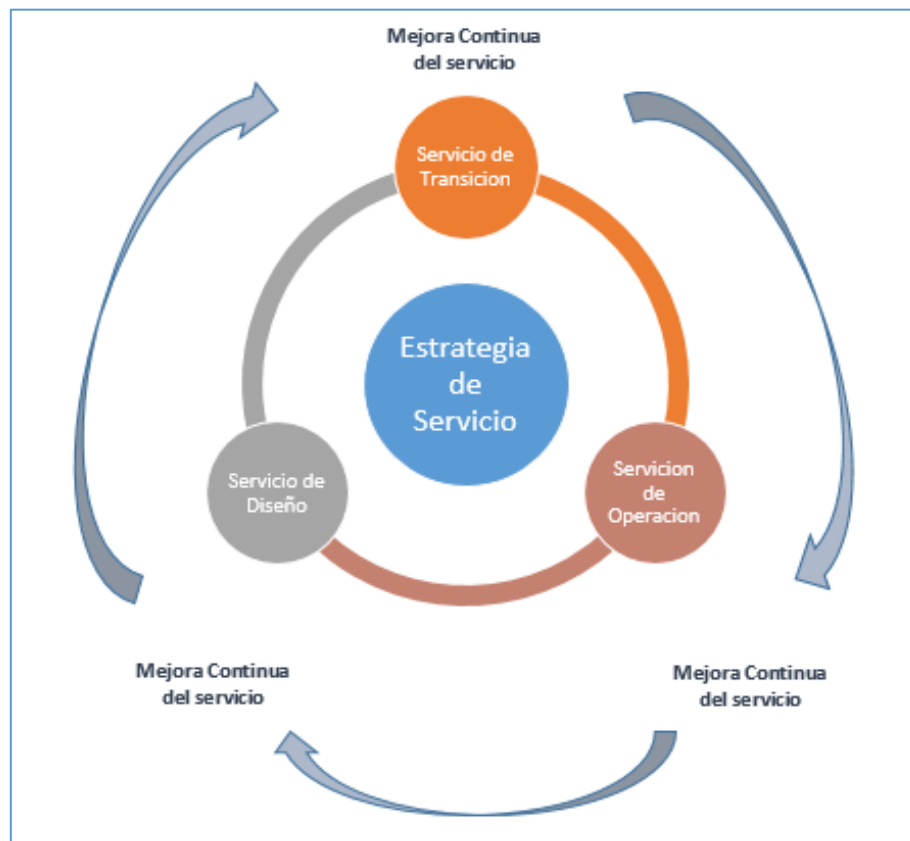 Mejora Continua
del servicio
Servicio de
Transicion
Estrategia
de
Servicio
Servicio de
Diseño
Servicion
de
Operacion
Mejora Continua
del servicio
Mejora Continua
del servicio